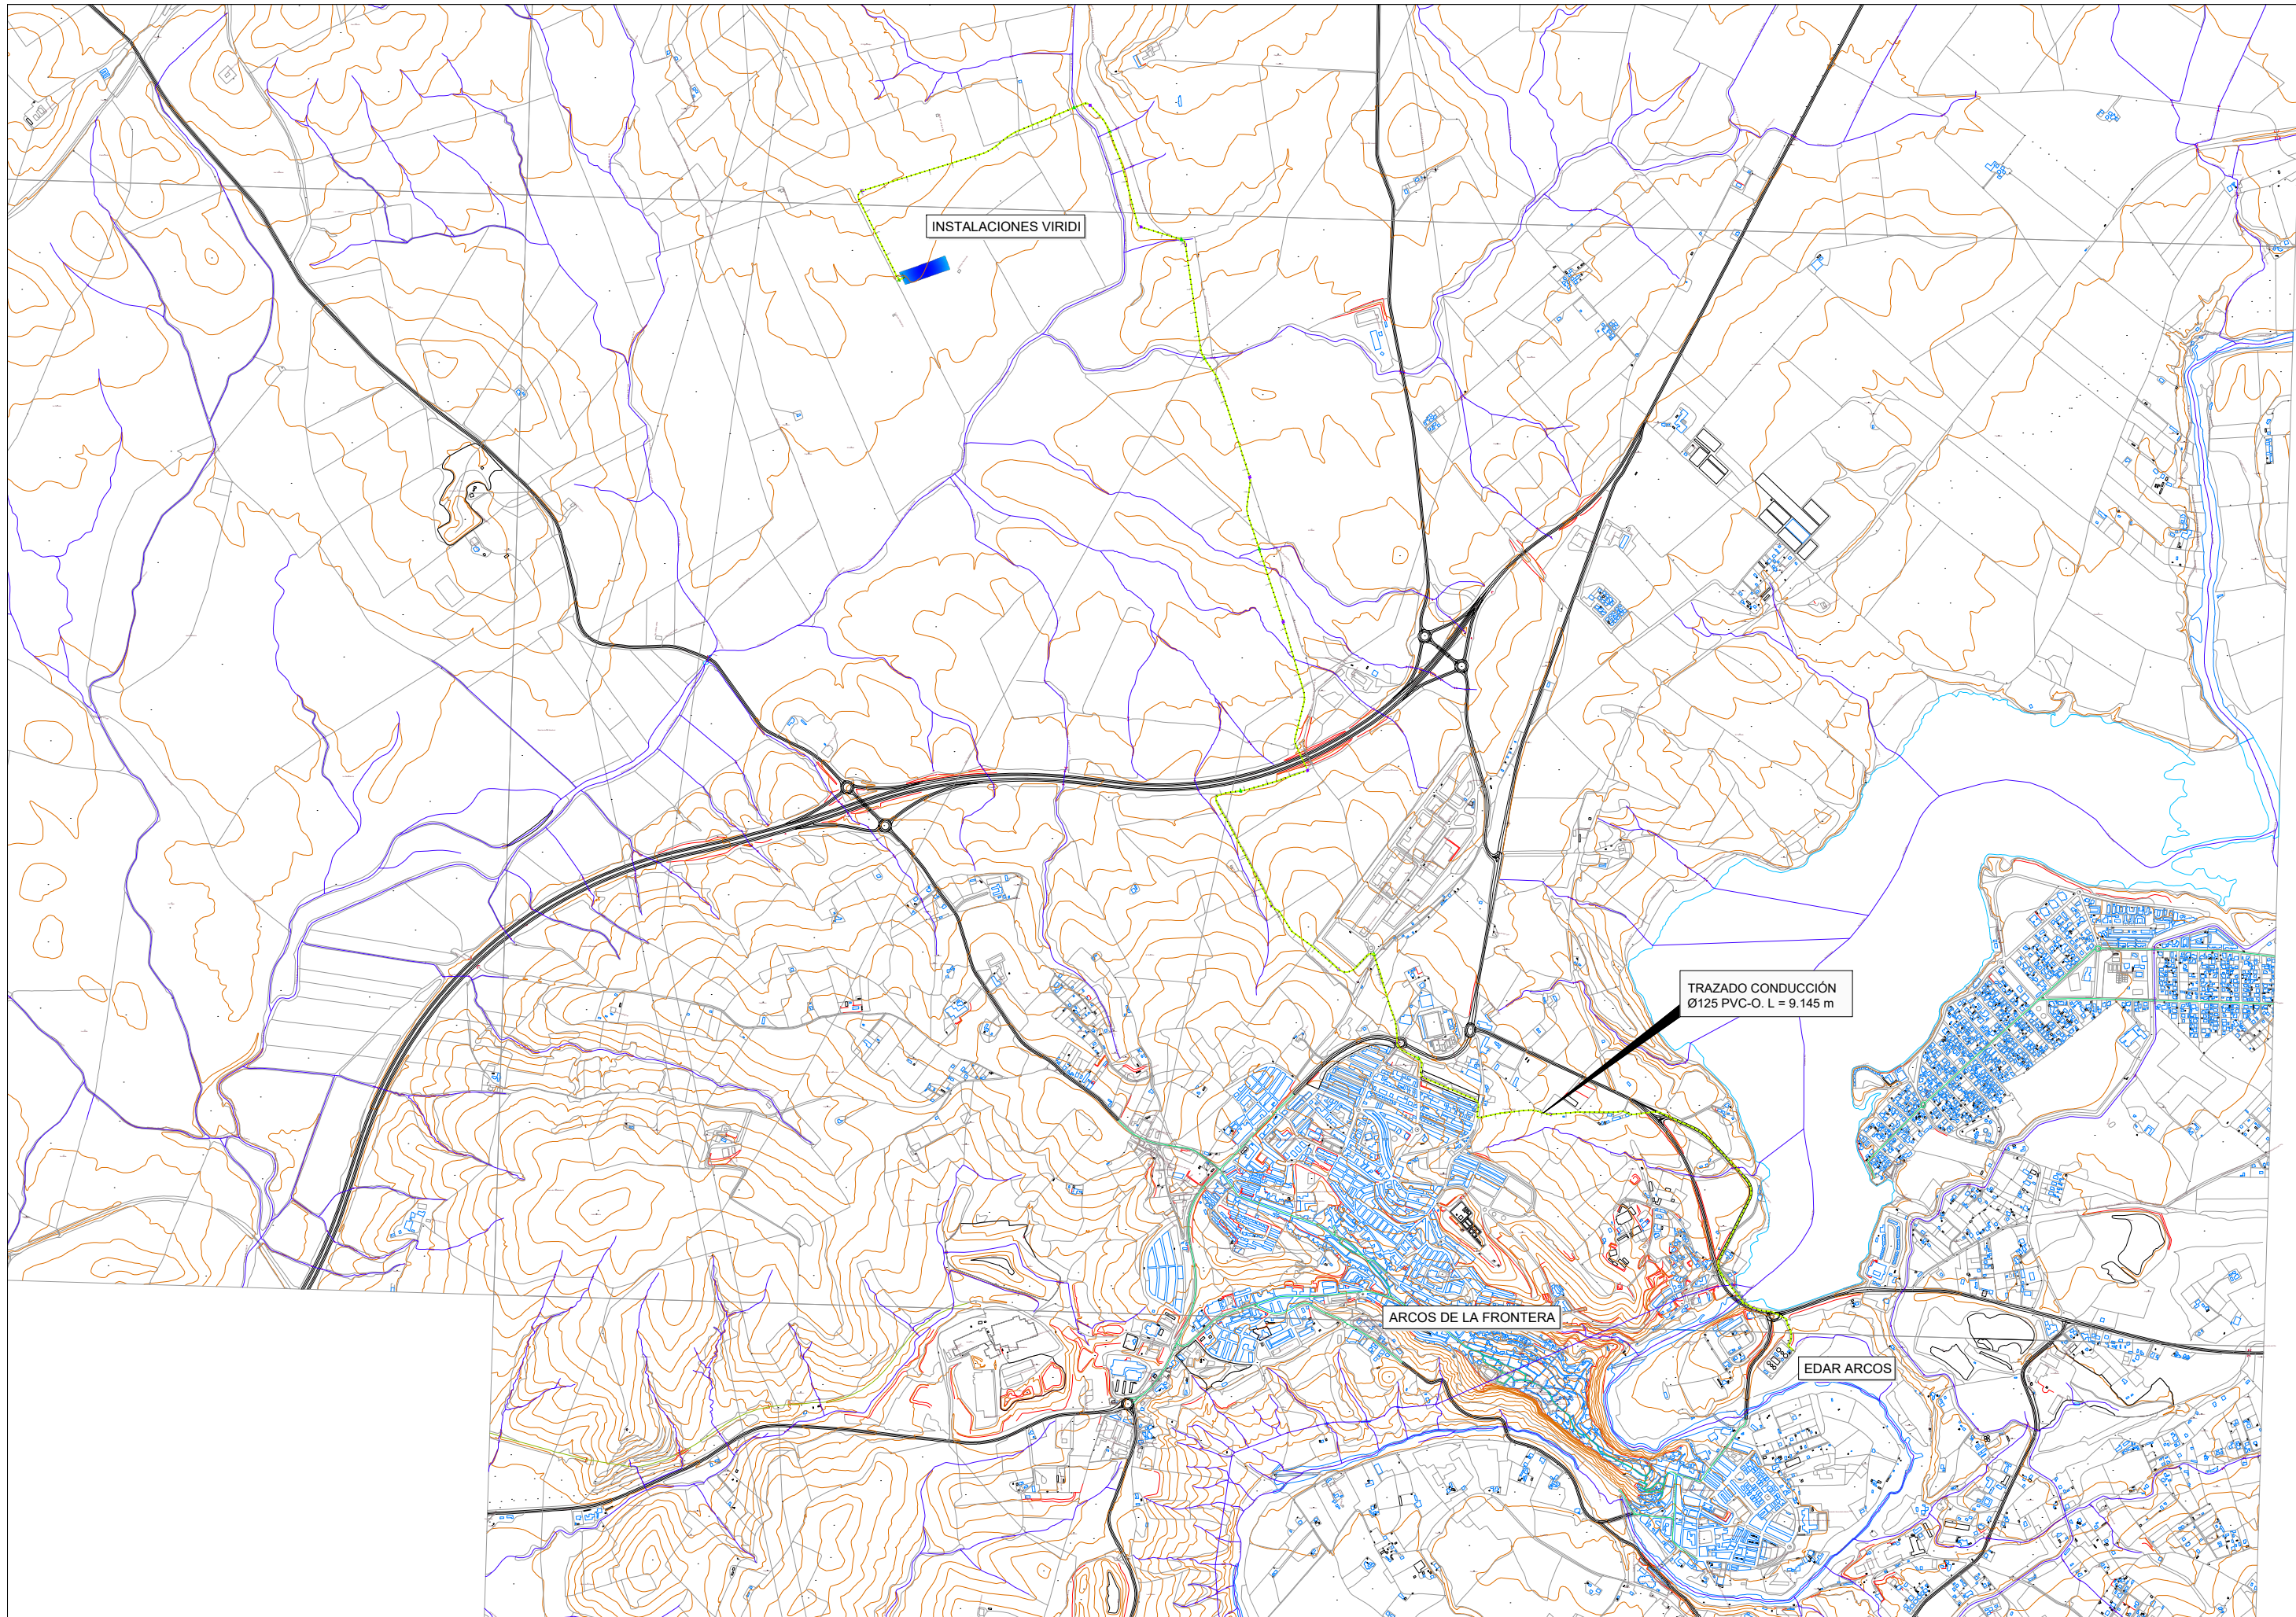 INSTALACIONES VIRIDI
TRAZADO CONDUCCIÓN
Ø125 PVC-O. L = 9.145 m
ARCOS DE LA FRONTERA
EDAR ARCOS